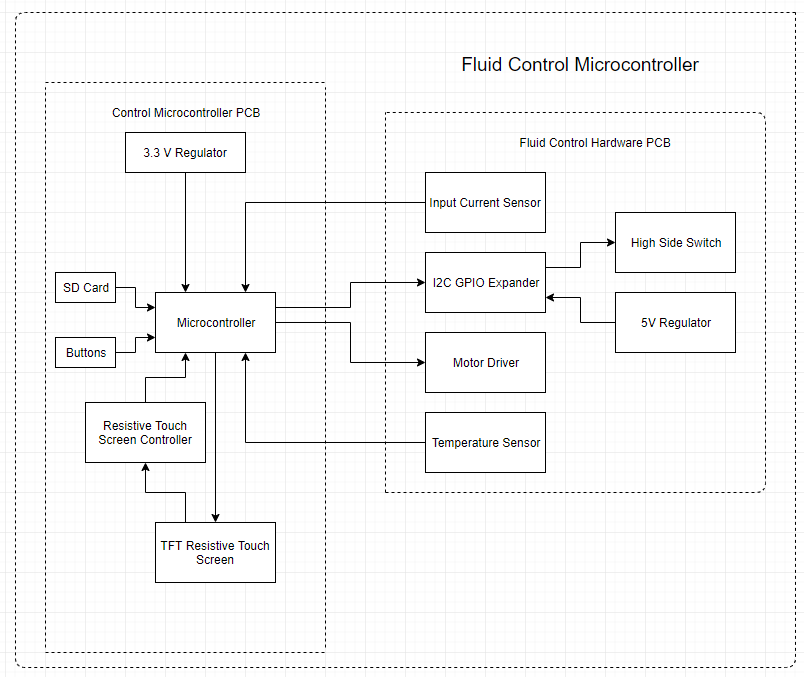 Fluid Control Microcontroller
Control Microcontroller PCB
3.3 V Regulator
SD Card
Microcontroller
Buttons
Resistive Touch
Screen Controller
TFT Resistive Touch
Screen
Fluid Control Hardware PCB
Input Current Sensor
High Side Switch
I2C GPIO Expander
5V Regulator
Motor Driver
Temperature Sensor